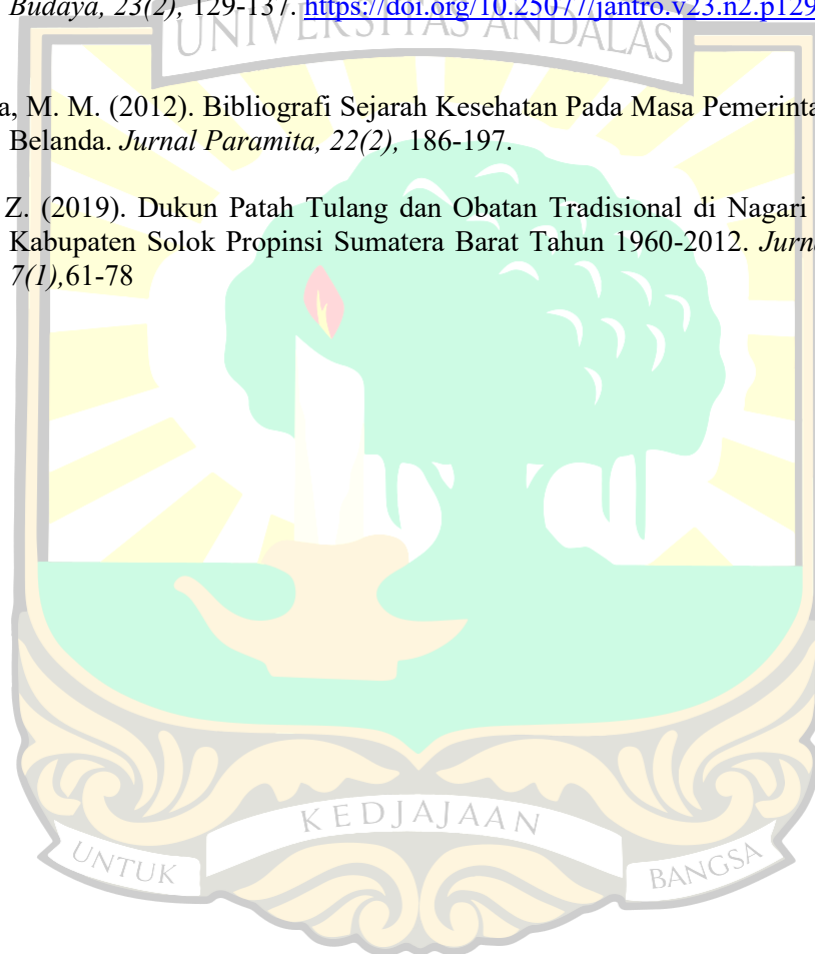 Budaya, 23(2), 129-137. https://doi.org/10.25077/jantro.v23.n2.p129
UNIVERSITAS ANDALAS
a, M. M. (2012). Bibliografi Sejarah Kesehatan Pada Masa Pemerinta
Belanda. Jurnal Paramita, 22(2), 186-197.
Z. (2019). Dukun Patah Tulang dan Obatan Tradisional di Nagari
Kabupaten Solok Propinsi Sumatera Barat Tahun 1960-2012. Jurn
7(1),61-78
KEDJAJAAN
UNTUK
BANGSA